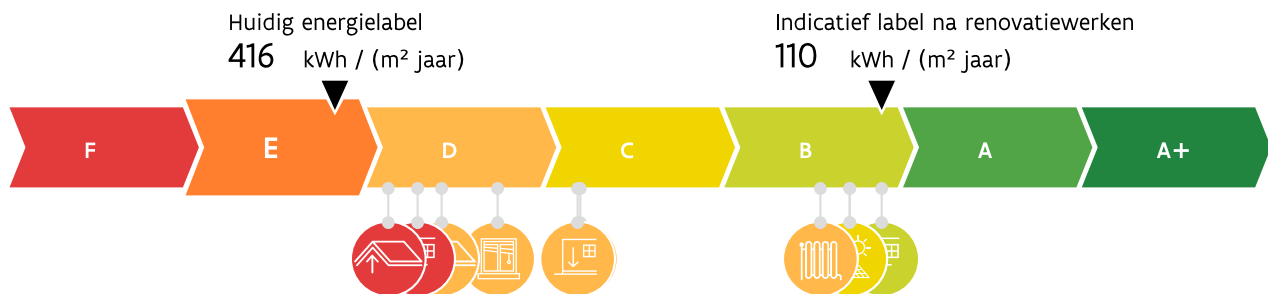 Huidig energielabel
416 kWh / (m² jaar)
Indicatief label na renovatiewerken
110 kWh / (m² jaar)
F E D C B A A+